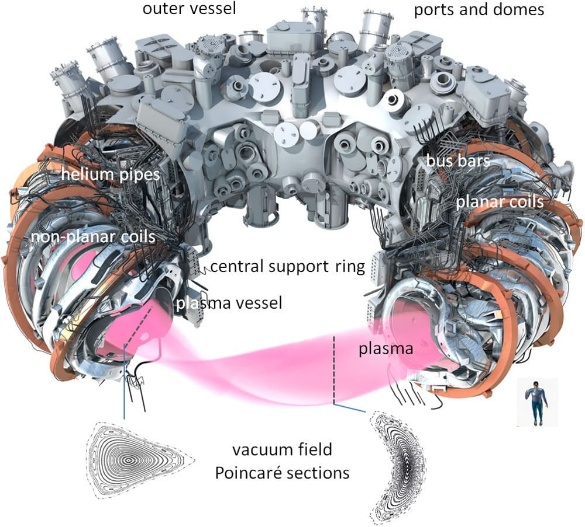 outer vessel
ports and domes
helium pipes
bus bars
planar coils
non-planar coils
central support ring
plasma vessel
plasma
vacuum field
Poincaré sections